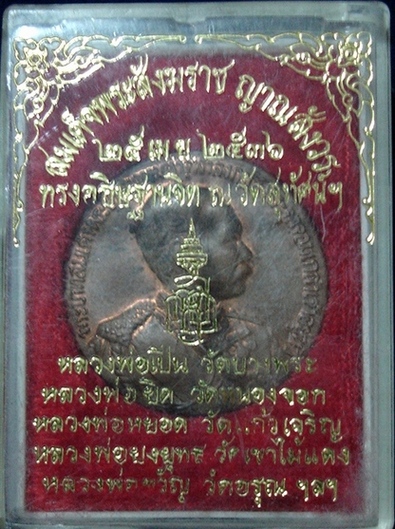 สมเด็จพระสังฆราช ญาณสังวร
๒๕ เม.ย. ๒๕๓๖
ทรงอธิษฐานจิต ณ วัดสุทัศน์ฯ
หลวงพ่อเปิ่น วัดบางพระ
หลวงพ่อ วัดหนองจอก
หลวงพ่อหยอด วัดแก้วเจริญ
หลวงพ่อยงยุทธ วัดเขาไม้แดง
หลวงพ่อขวัญ วัดอรุณ ฯลฯ